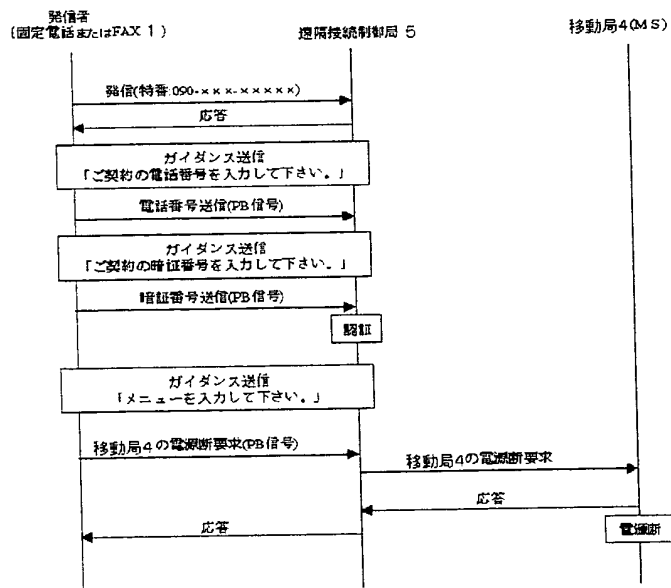 発信者
(固定電話またはFAX 1)
遠隔接続制御局 5
移動局4(MS)
発信(特番:090-×××-×××××)
応答
ガイダンス送信
「ご契約の電話番号を入力して下さい。」
電話番号送信(PB信号)
ガイダンス送信
「ご契約の暗証番号を入力して下さい。」
暗証番号送信(PB信号)
認証
ガイダンス送信
「メニューを入力して下さい。」
移動局4の電源断要求(PB信号)
移動局4の電源断要求
応答
応答
電源断